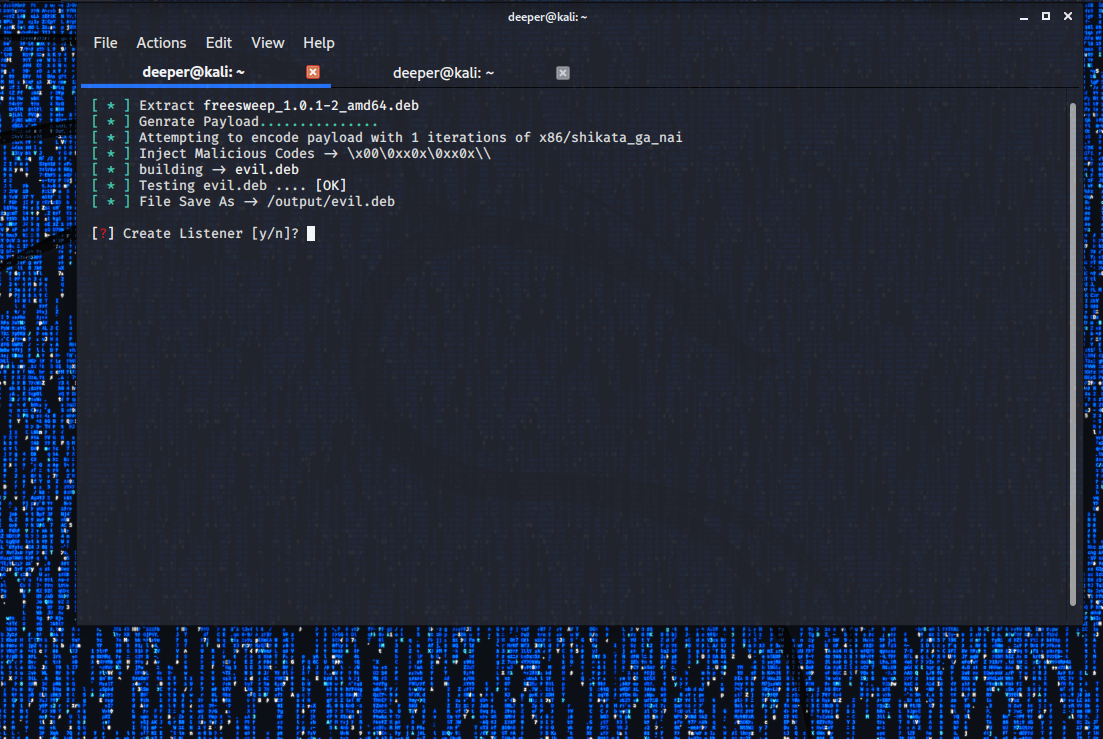 deeper@kali: ~
File Actions Edit View Help
deeper@kali: ~ deeper@kali: ~
[ * ] Extract freesweep_1.0.1-2_amd64.deb
[ * ] Genrate Payload...............
[ * ] Attempting to encode payload with 1 iterations of x86/shikata_ga_nai
[ * ] Inject Malicious Codes → \x00\0xx0x\0xx0x\\
[ * ] building → evil.deb
[ * ] Testing evil.deb .... [OK]
[ * ] File Save As → /output/evil.deb
[?] Create Listener [y/n]?